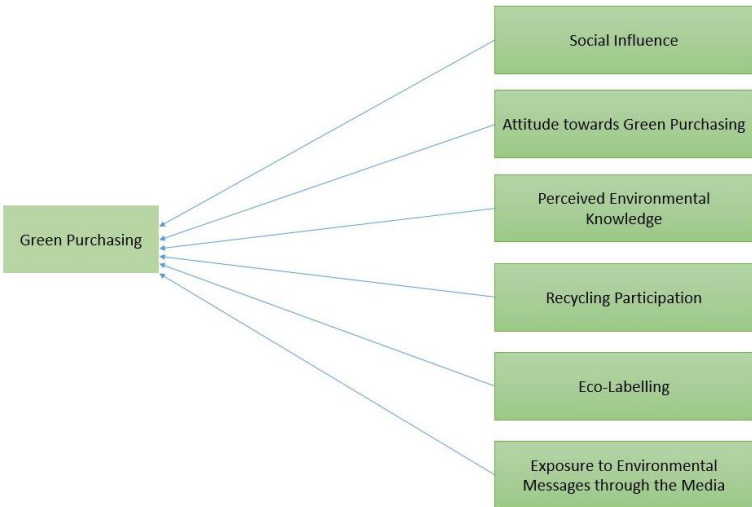 Social Influence
Attitude towards Green Purchasing
Perceived Environmental
Knowledge
Green Purchasing
Recycling Participation
Eco-Labelling
Exposure to Environmental
Messages through the Media